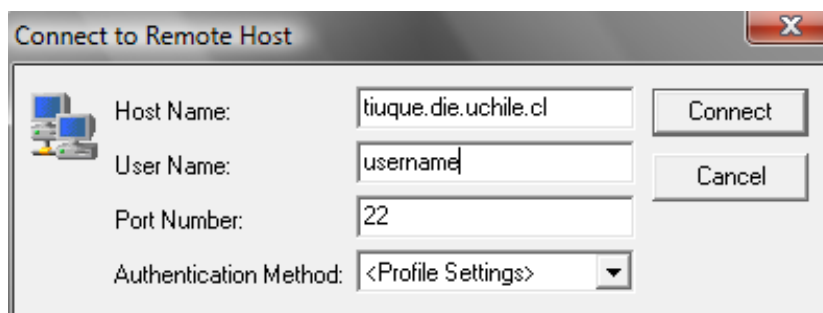 Connect to Remote Host
Host Name: tiuque.die.uchile.cl Connect
User Name: username Cancel
Port Number: 22
Authentication Method: <Profile Settings>